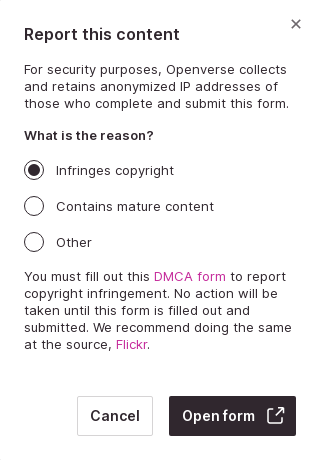 Report this content
For security purposes, Openverse collects
and retains anonymized IP addresses of
those who complete and submit this form.
What is the reason?
Infringes copyright
Contains mature content
Other
You must fill out this DMCA form to report
copyright infringement. No action will be
taken until this form is filled out and
submitted. We recommend doing the same
at the source, Flickr.
Cancel
Open form